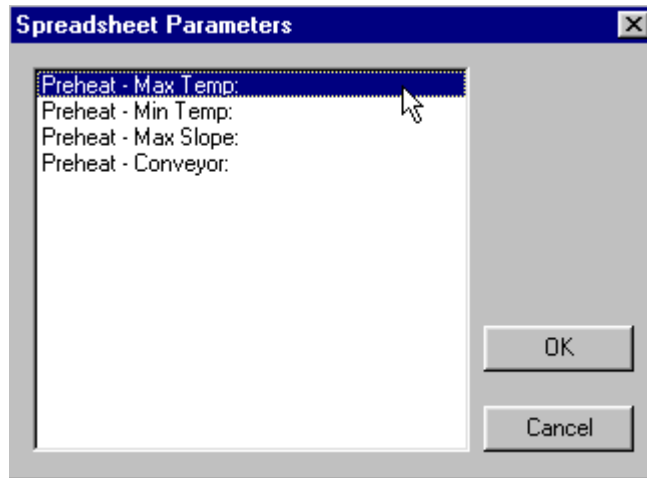 Spreadsheet Parameters
Preheat - Max Temp:
Preheat - Min Temp:
Preheat - Max Slope:
Preheat - Conveyor:
OK
Cancel